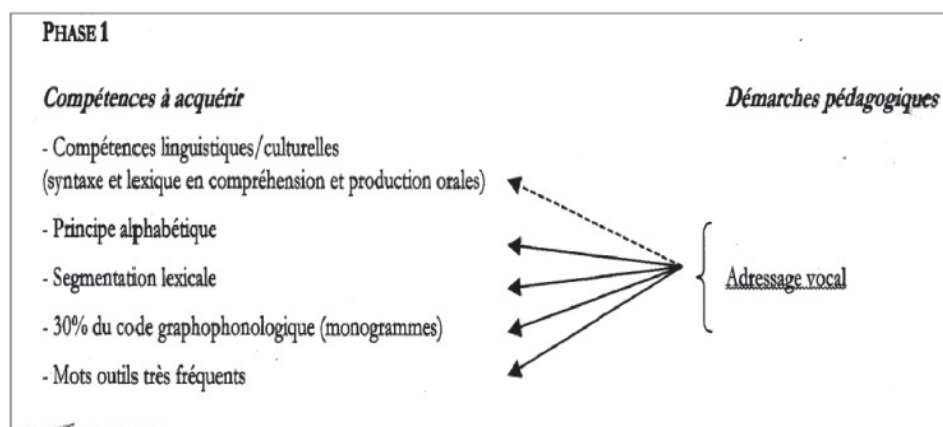 PHASE 1
Compétences à acquérir
Démarches pédagogiques
- Compétences linguistiques/culturelles
(syntaxe et lexique en compréhension et production orales)
- Principe alphabétique
- Segmentation lexicale
Adressage vocal
- 30% du code graphophonologique (monogrammes)
- Mots outils très fréquents